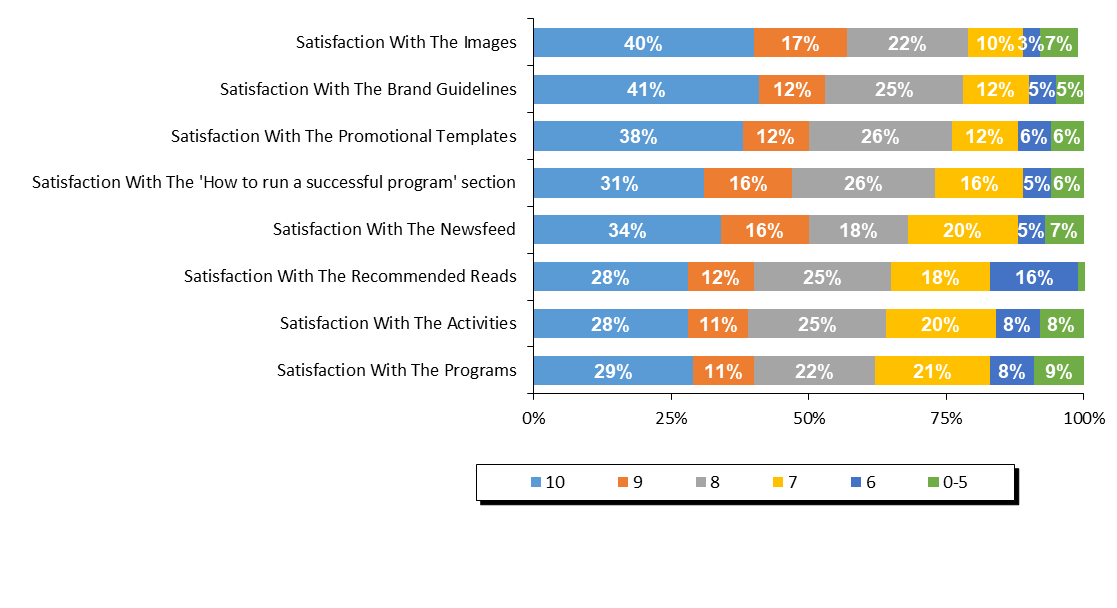 Satisfaction With The Images 40% 17% 22% 10% 3% 7%
Satisfaction With The Brand Guidelines 41% 12% 25% 12% 5% 5%
Satisfaction With The Promotional Templates 38% 12% 26% 12% 6% 6%
Satisfaction With The 'How to run a successful program' section 31% 16% 26% 16% 5% 6%
Satisfaction With The Newsfeed 34% 16% 18% 20% 5% 7%
Satisfaction With The Recommended Reads 28% 12% 25% 18% 16%
Satisfaction With The Activities 28% 11% 25% 20% 8% 8%
Satisfaction With The Programs 29% 11% 22% 21% 8% 9%
0% 25% 50% 75% 100%
10 9 8 7 6 0-5